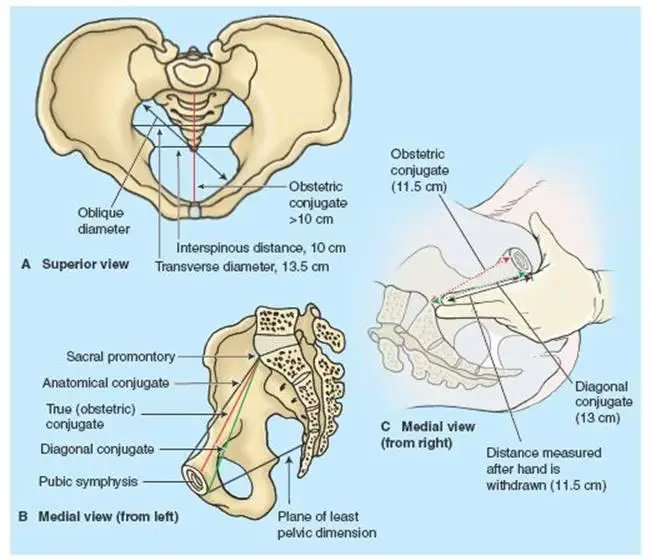 Oblique
diameter
Obstetric
conjugate
>10 cm
Interspinous distance, 10 cm
Transverse diameter, 13.5 cm
A Superior view
Sacral promontory
Anatomical conjugate
True (obstetric)
conjugate
Diagonal conjugate
Pubic symphysis
B Medial view (from left)
Plane of least
pelvic dimension
Obstetric
conjugate
(11.5 cm)
Diagonal
conjugate
(13 cm)
C Medial view
(from right)
Distance measured
after hand is
withdrawn (11.5 cm)